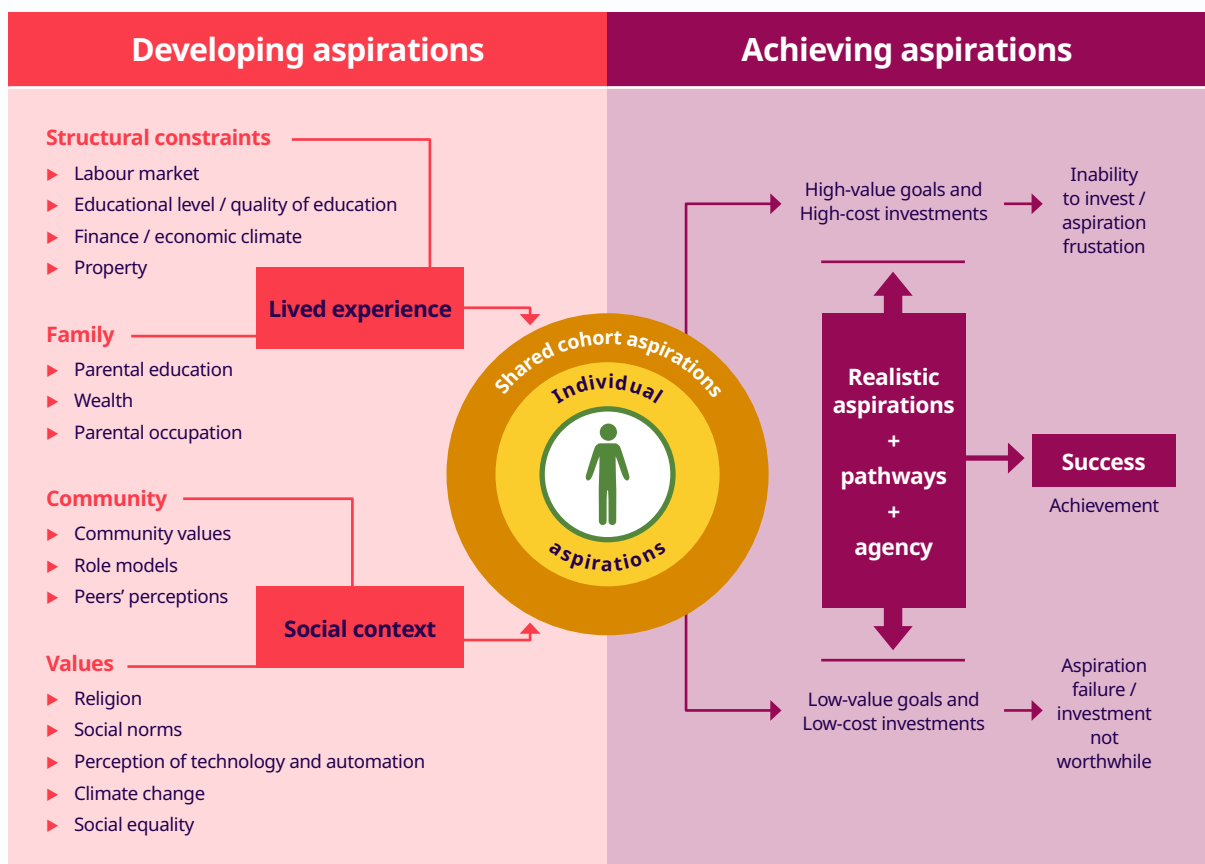 Developing aspirations
Achieving aspirations
Structural constraints
Labour market
Educational level / quality of education
Finance / economic climate
Property
Lived experience
Family
Parental education
Wealth
Parental occupation
Community
Community values
Role models
Peers’ perceptions
Social context
Values
Religion
Social norms
Perception of technology and automation
Climate change
Social equality
Shared cohort aspirations
Individual
aspirations
High-value goals and
High-cost investments
Inability
to invest /
aspiration
frustation
Realistic
aspirations
+
pathways
+
agency
Success
Achievement
Low-value goals and
Low-cost investments
Aspiration
failure /
investment
not
worthwhile